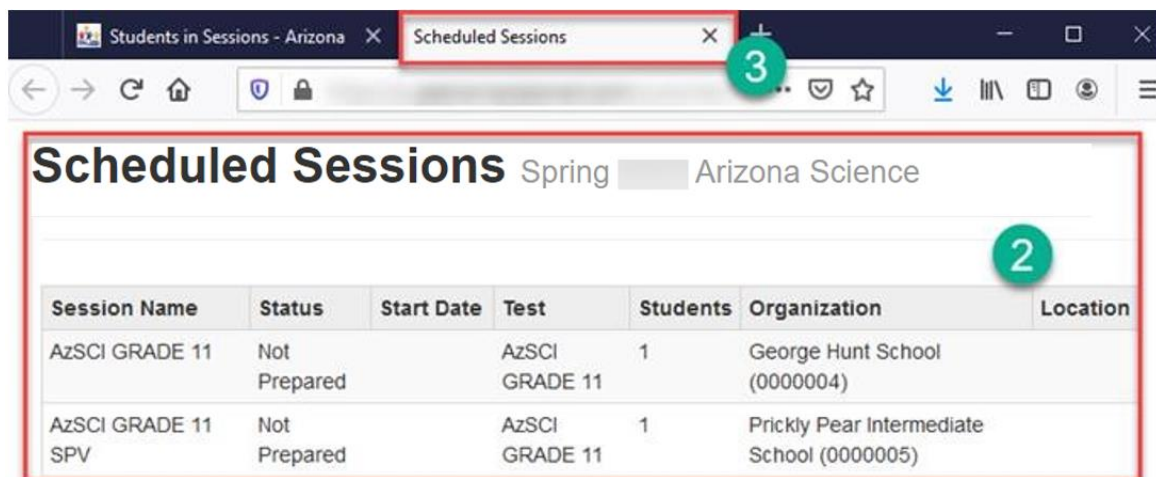 Students in Sessions - Arizona
Scheduled Sessions
3
Scheduled Sessions Spring Arizona Science
2
Session Name Status Start Date Test Students Organization Location
AzSCI GRADE 11 Not AzSCI 1 George Hunt School
Prepared GRADE 11 (0000004)
AzSCI GRADE 11 Not AzSCI 1 Prickly Pear Intermediate
SPV Prepared GRADE 11 School (0000005)